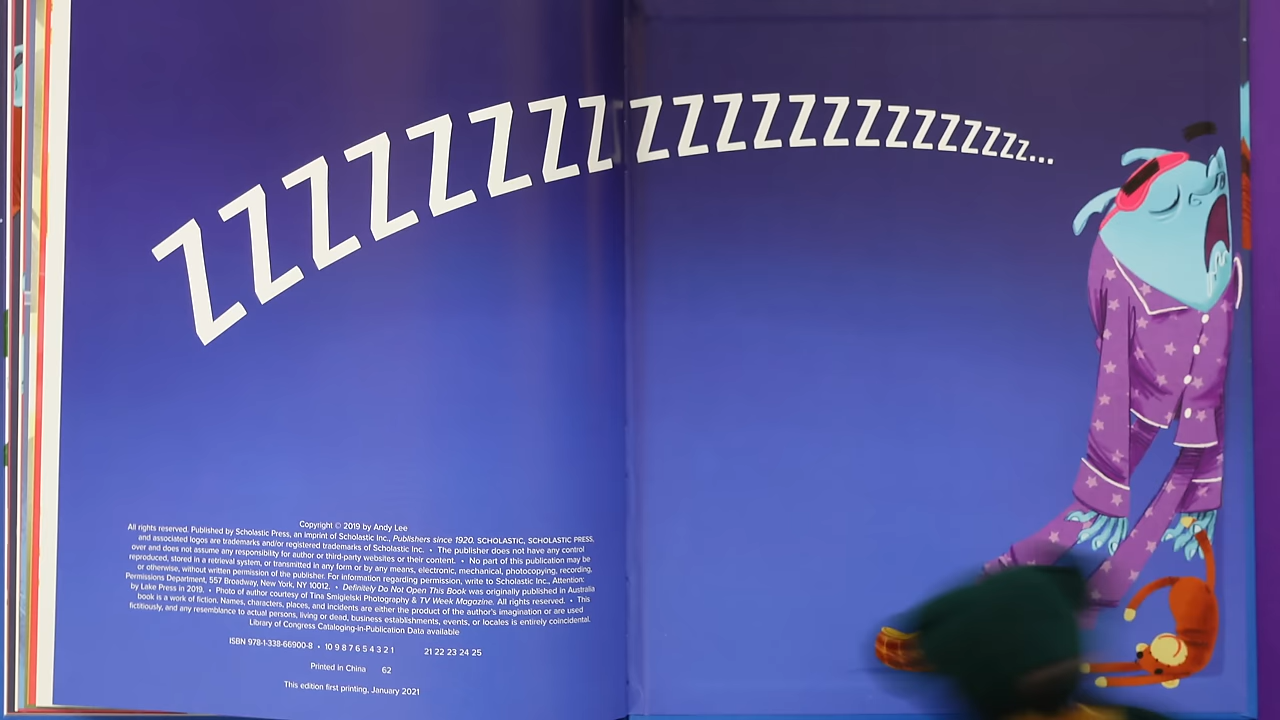 ZZZZZZZZZZZZZZZZZZZZZz...
Copyright © 2019 by Andy Lee
All rights reserved. Published by Scholastic Press, an imprint of Scholastic Inc., Publishers since 1920. SCHOLASTIC, SCHOLASTIC PRESS,
and associated logos are trademarks and/or registered trademarks of Scholastic Inc. • The publisher does not have any control
over and does not assume any responsibility for author or third-party websites or their content. • No part of this publication may be
reproduced, stored in a retrieval system, or transmitted in any form or by any means, electronic, mechanical, photocopying, recording,
or otherwise, without written permission of the publisher. For information regarding permission, write to Scholastic Inc., Attention:
Permissions Department, 557 Broadway, New York, NY 10012. • Definitely Do Not Open This Book was originally published in Australia
by Lake Press in 2019. • Photo of author courtesy of Tina Smigielski Photography & TV Week Magazine. All rights reserved. • This
book is a work of fiction. Names, characters, places, and incidents are either the product of the author's imagination or are used
fictitiously, and any resemblance to actual persons, living or dead, business establishments, events, or locales is entirely coincidental.
Library of Congress Cataloging-in-Publication Data available
ISBN 978-1-338-66900-8 • 10 9 8 7 6 5 4 3 2 1 21 22 23 24 25
Printed in China 62
This edition first printing, January 2021